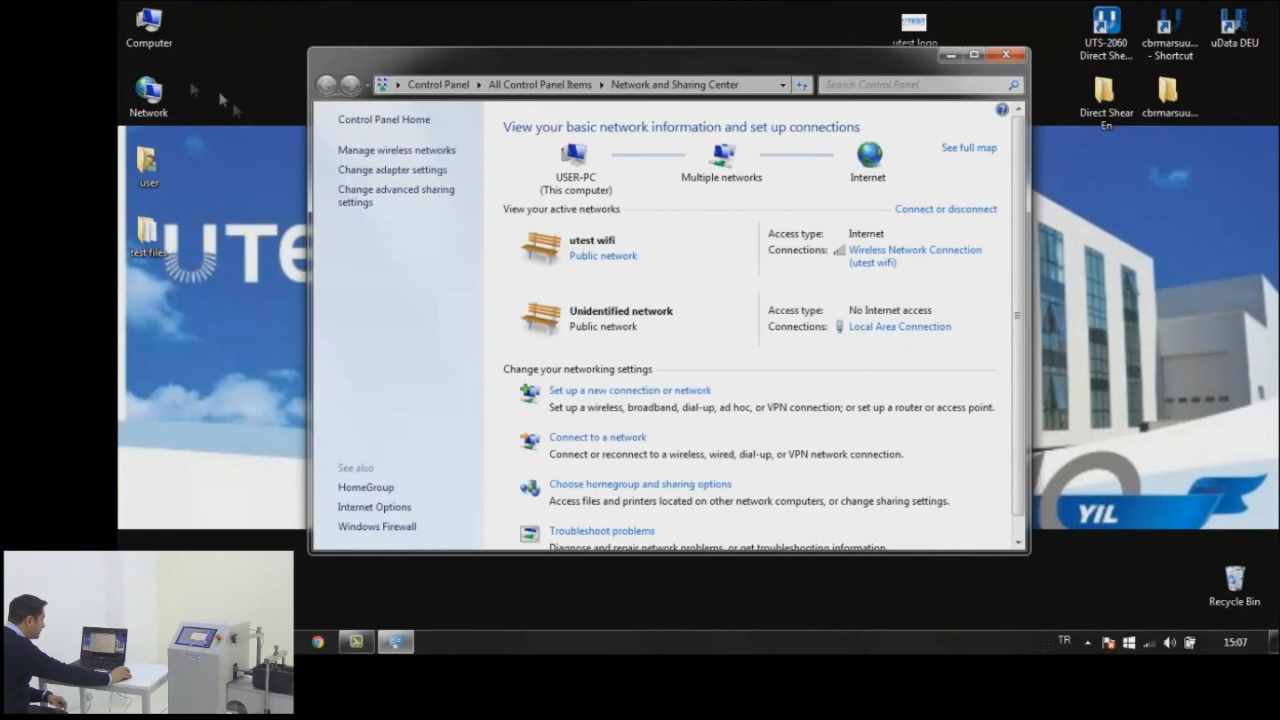 Computer
Network
user
test files
UTE
utest logo
UTS-2060
Direct She...
cbrmarsuu...
- Shortcut
uData DEU
Direct Shear
En
cbrmarsuu...
Control Panel
All Control Panel Items
Network and Sharing Center
Search Control Panel
Control Panel Home
Manage wireless networks
Change adapter settings
Change advanced sharing
settings
See also
HomeGroup
Internet Options
Windows Firewall
View your basic network information and set up connections
See full map
USER-PC
(This computer)
Multiple networks
Internet
View your active networks
Connect or disconnect
utest wifi
Public network
Access type: Internet
Connections: Wireless Network Connection
(utest wifi)
Unidentified network
Public network
Access type: No Internet access
Connections: Local Area Connection
Change your networking settings
Set up a new connection or network
Set up a wireless, broadband, dial-up, ad hoc, or VPN connection; or set up a router or access point.
Connect to a network
Connect or reconnect to a wireless, wired, dial-up, or VPN network connection.
Choose homegroup and sharing options
Access files and printers located on other network computers, or change sharing settings.
Troubleshoot problems
Diagnose and repair network problems, or get troubleshooting information.
YIL
Recycle Bin
TR
15:07